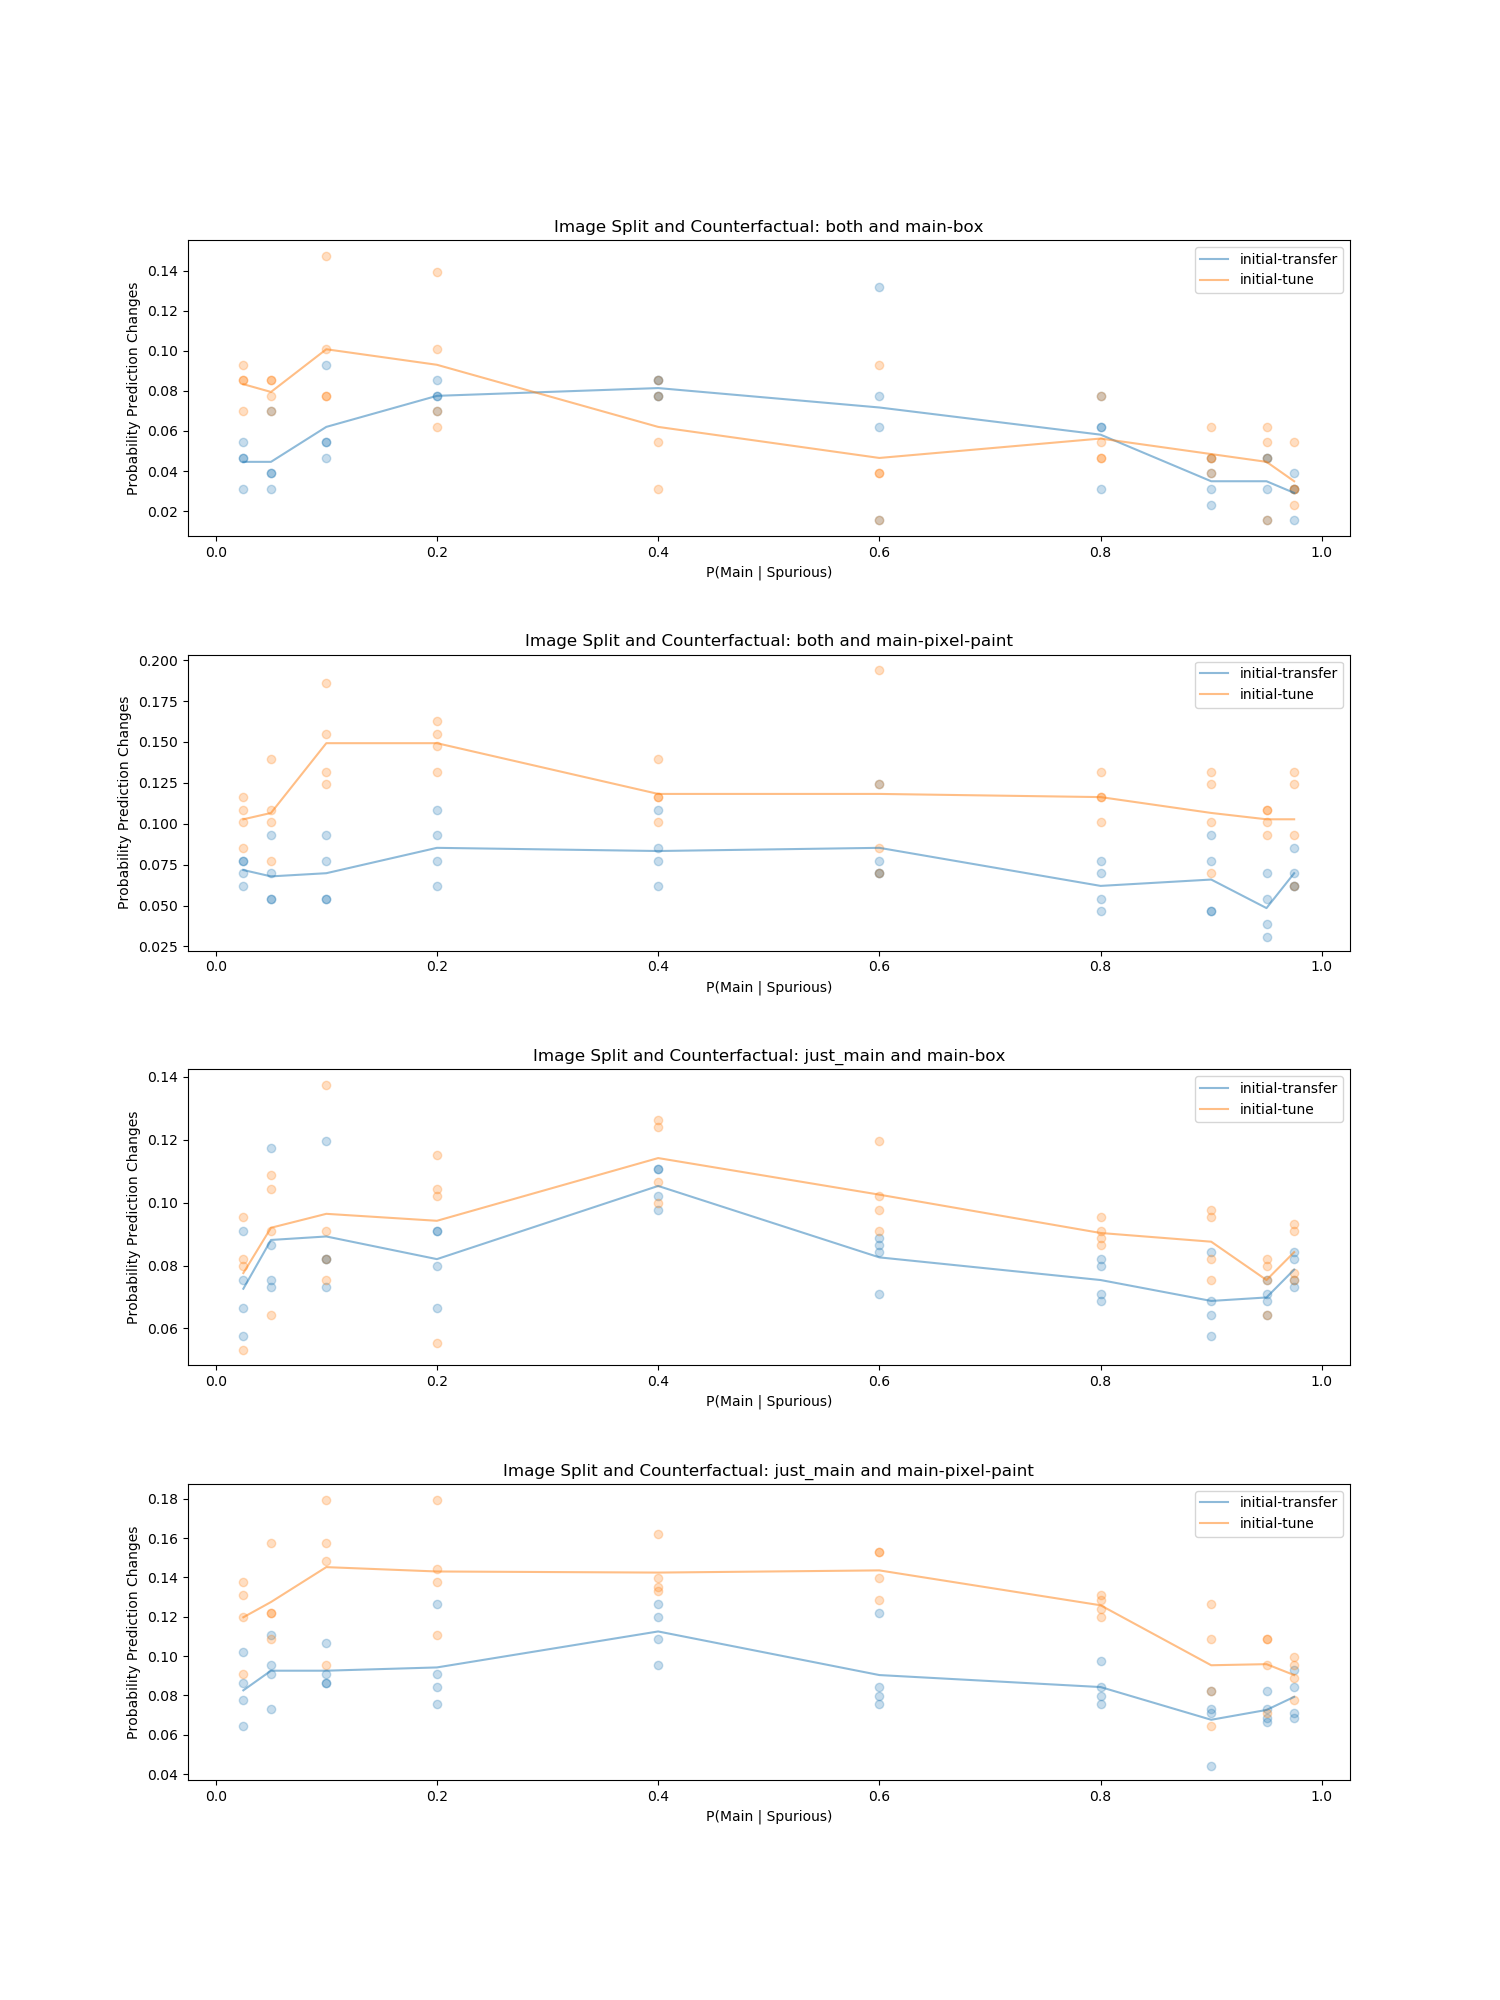 Image Split and Counterfactual: both and main-box
initial-transfer
initial-tune
Probability Prediction Changes
0.14
0.12
0.10
0.08
0.06
0.04
0.02
0.0 0.2 0.4 0.6 0.8 1.0
P(Main | Spurious)
Image Split and Counterfactual: both and main-pixel-paint
initial-transfer
initial-tune
Probability Prediction Changes
0.200
0.175
0.150
0.125
0.100
0.075
0.050
0.025
0.0 0.2 0.4 0.6 0.8 1.0
P(Main | Spurious)
Image Split and Counterfactual: just_main and main-box
initial-transfer
initial-tune
Probability Prediction Changes
0.14
0.12
0.10
0.08
0.06
0.0 0.2 0.4 0.6 0.8 1.0
P(Main | Spurious)
Image Split and Counterfactual: just_main and main-pixel-paint
initial-transfer
initial-tune
Probability Prediction Changes
0.18
0.16
0.14
0.12
0.10
0.08
0.06
0.04
0.0 0.2 0.4 0.6 0.8 1.0
P(Main | Spurious)